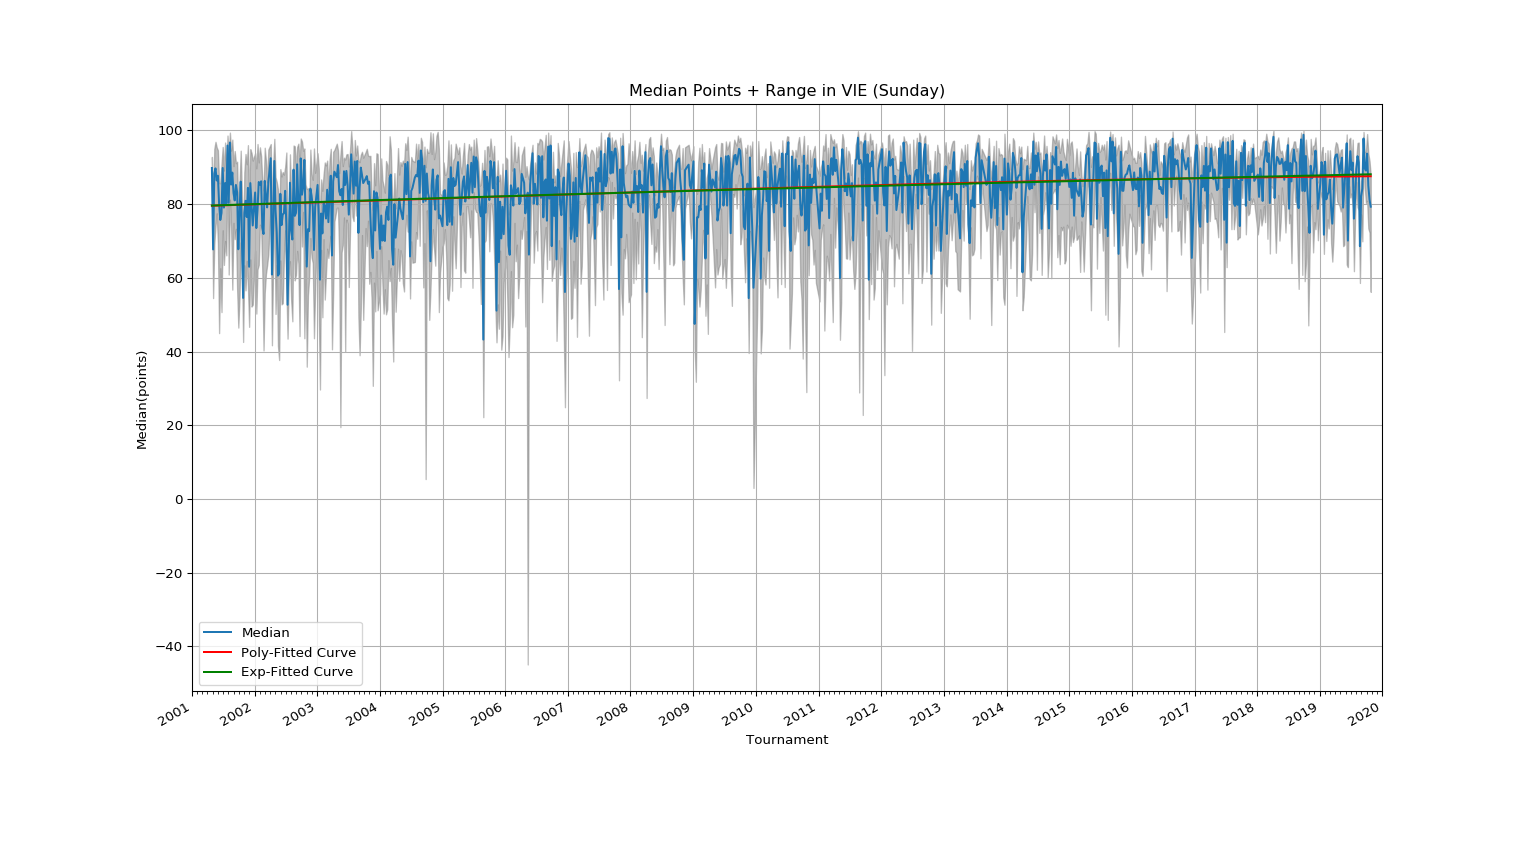 Median Points + Range in VIE (Sunday)
Median(points)
100
80
60
40
20
0
−20
−40
Median
Poly-Fitted Curve
Exp-Fitted Curve
2001 2002 2003 2004 2005 2006 2007 2008 2009 2010 2011 2012 2013 2014 2015 2016 2017 2018 2019 2020
Tournament